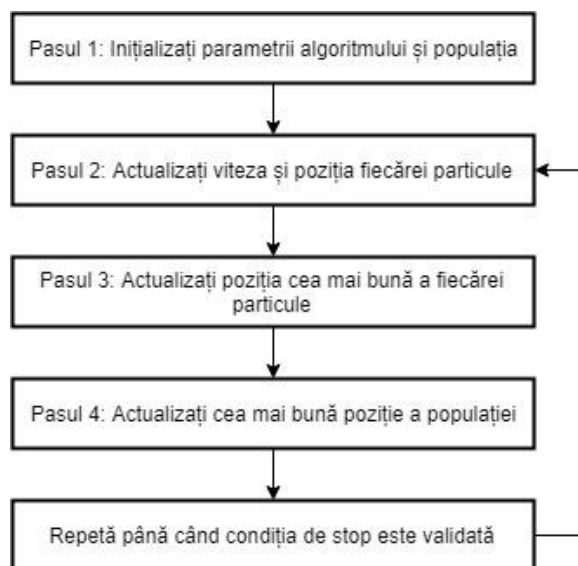 Pasul 1: Inițializați parametrii algoritmului și populația
Pasul 2: Actualizați viteza și poziția fiecărei particule
Pasul 3: Actualizați poziția cea mai bună a fiecărei
particule
Pasul 4: Actualizați cea mai bună poziție a populației
Repetă până când condiția de stop este validată